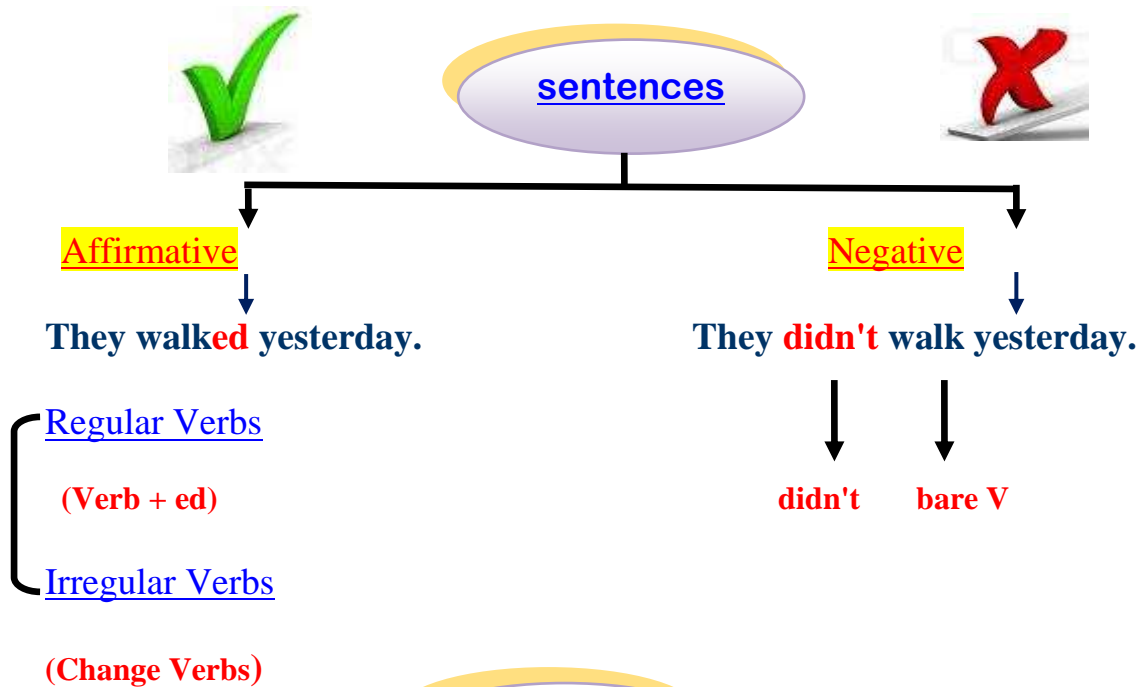 sentences
Affirmative
Negative
They walked yesterday.
They didn't walk yesterday.
Regular Verbs
(Verb + ed)
didn't bare V
Irregular Verbs
(Change Verbs)